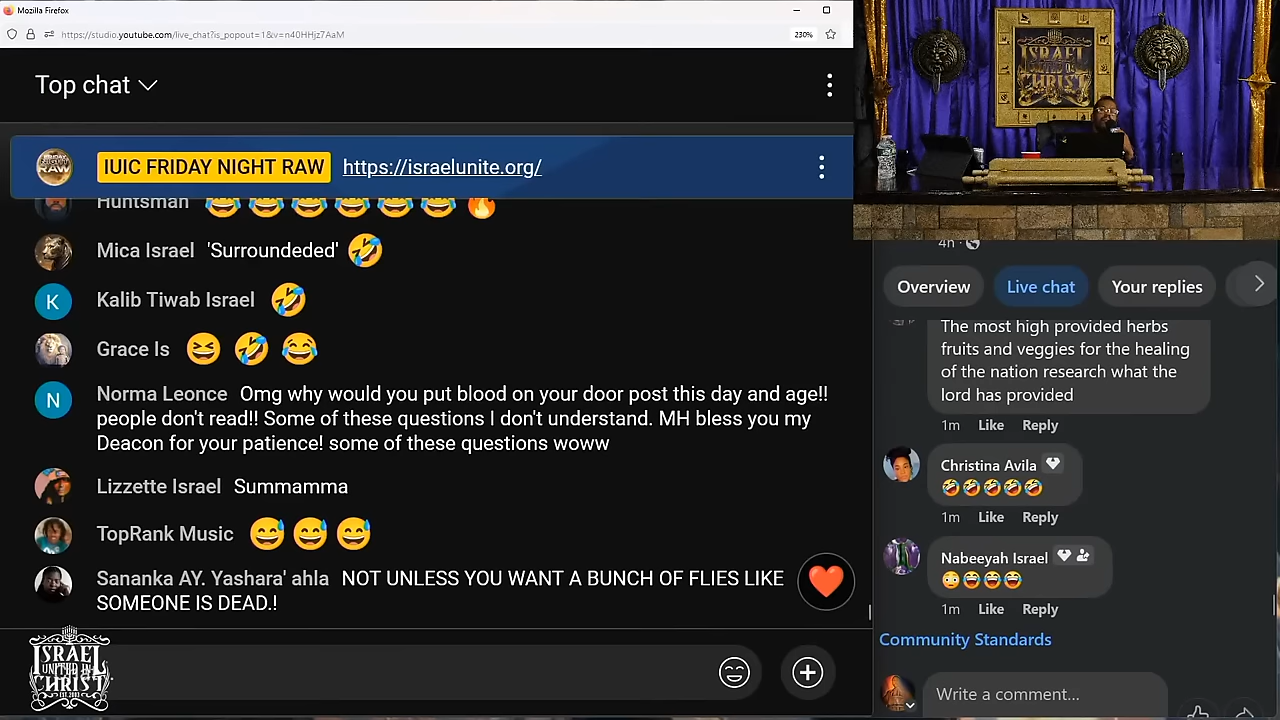 Mozilla Firefox
https://studio.youtube.com/live_chat?is_popout=1&v=n40HHjz7AaM
230%
Top chat
IUIC FRIDAY NIGHT RAW https://israelunite.org/
Huntsman 😂😂😂😂😂😂🔥
Mica Israel 'Surroundeded' 🤣
K Kalib Tiwab Israel 🤣
Grace Is 😆🤣😂
N Norma Leonce Omg why would you put blood on your door post this day and age!!
people don't read!! Some of these questions I don't understand. MH bless you my
Deacon for your patience! some of these questions woww
Lizzette Israel Summamma
TopRank Music 😅😅😅
Sananka AY. Yashara' ahla NOT UNLESS YOU WANT A BUNCH OF FLIES LIKE
SOMEONE IS DEAD.!
ISRAEL
UNITED IN
CHRIST
EST. 2003
ISRAEL
UNITED IN
CHRIST
4h
Overview Live chat Your replies
The most high provided herbs
fruits and veggies for the healing
of the nation research what the
lord has provided
1m Like Reply
Christina Avila
🤣🤣🤣🤣🤣
1m Like Reply
Nabeeyah Israel
😳😂😂😂
1m Like Reply
Community Standards
Write a comment...